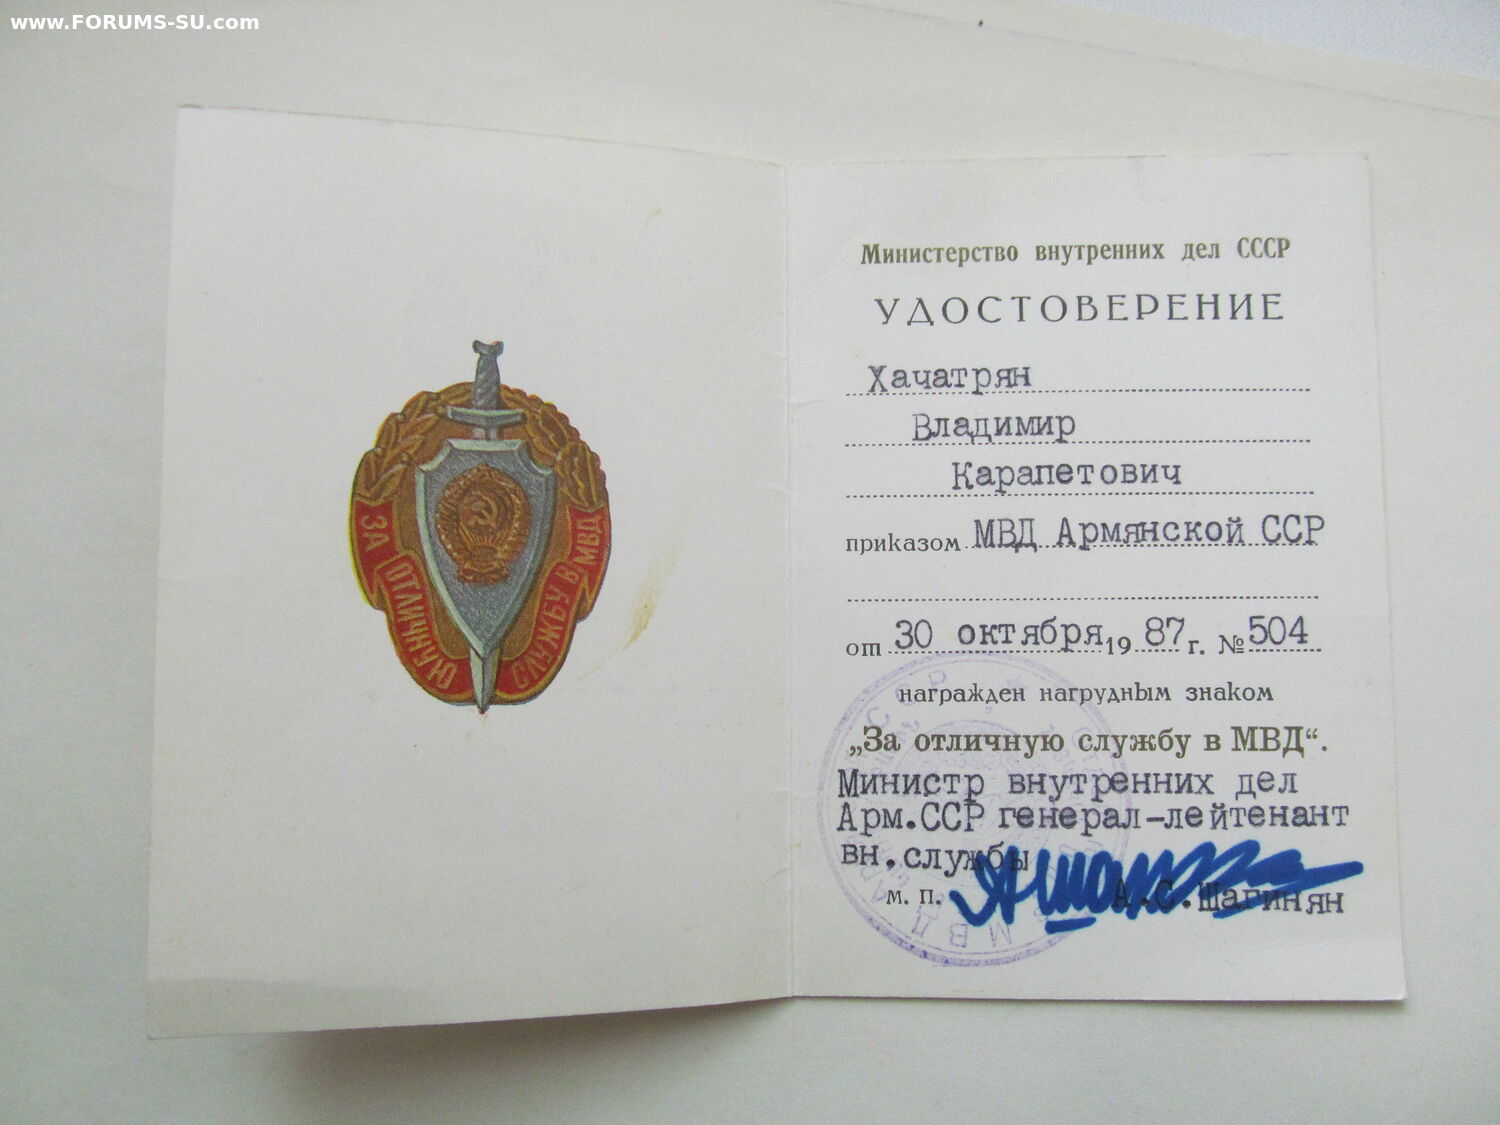 www.FORUMS-SU.com
ЗА ОТЛИЧНУЮ СЛУЖБУ В МВД
Министерство внутренних дел СССР
УДОСТОВЕРЕНИЕ
Хачатрян
Владимир
Карапетович
приказом МВД Армянской ССР
от 30 октября 1987 г. № 504
награжден нагрудным знаком
„За отличную службу в МВД“.
Министр внутренних дел
Арм.ССР генерал-лейтенант
вн.службы
м. п. А.С.Шагинян